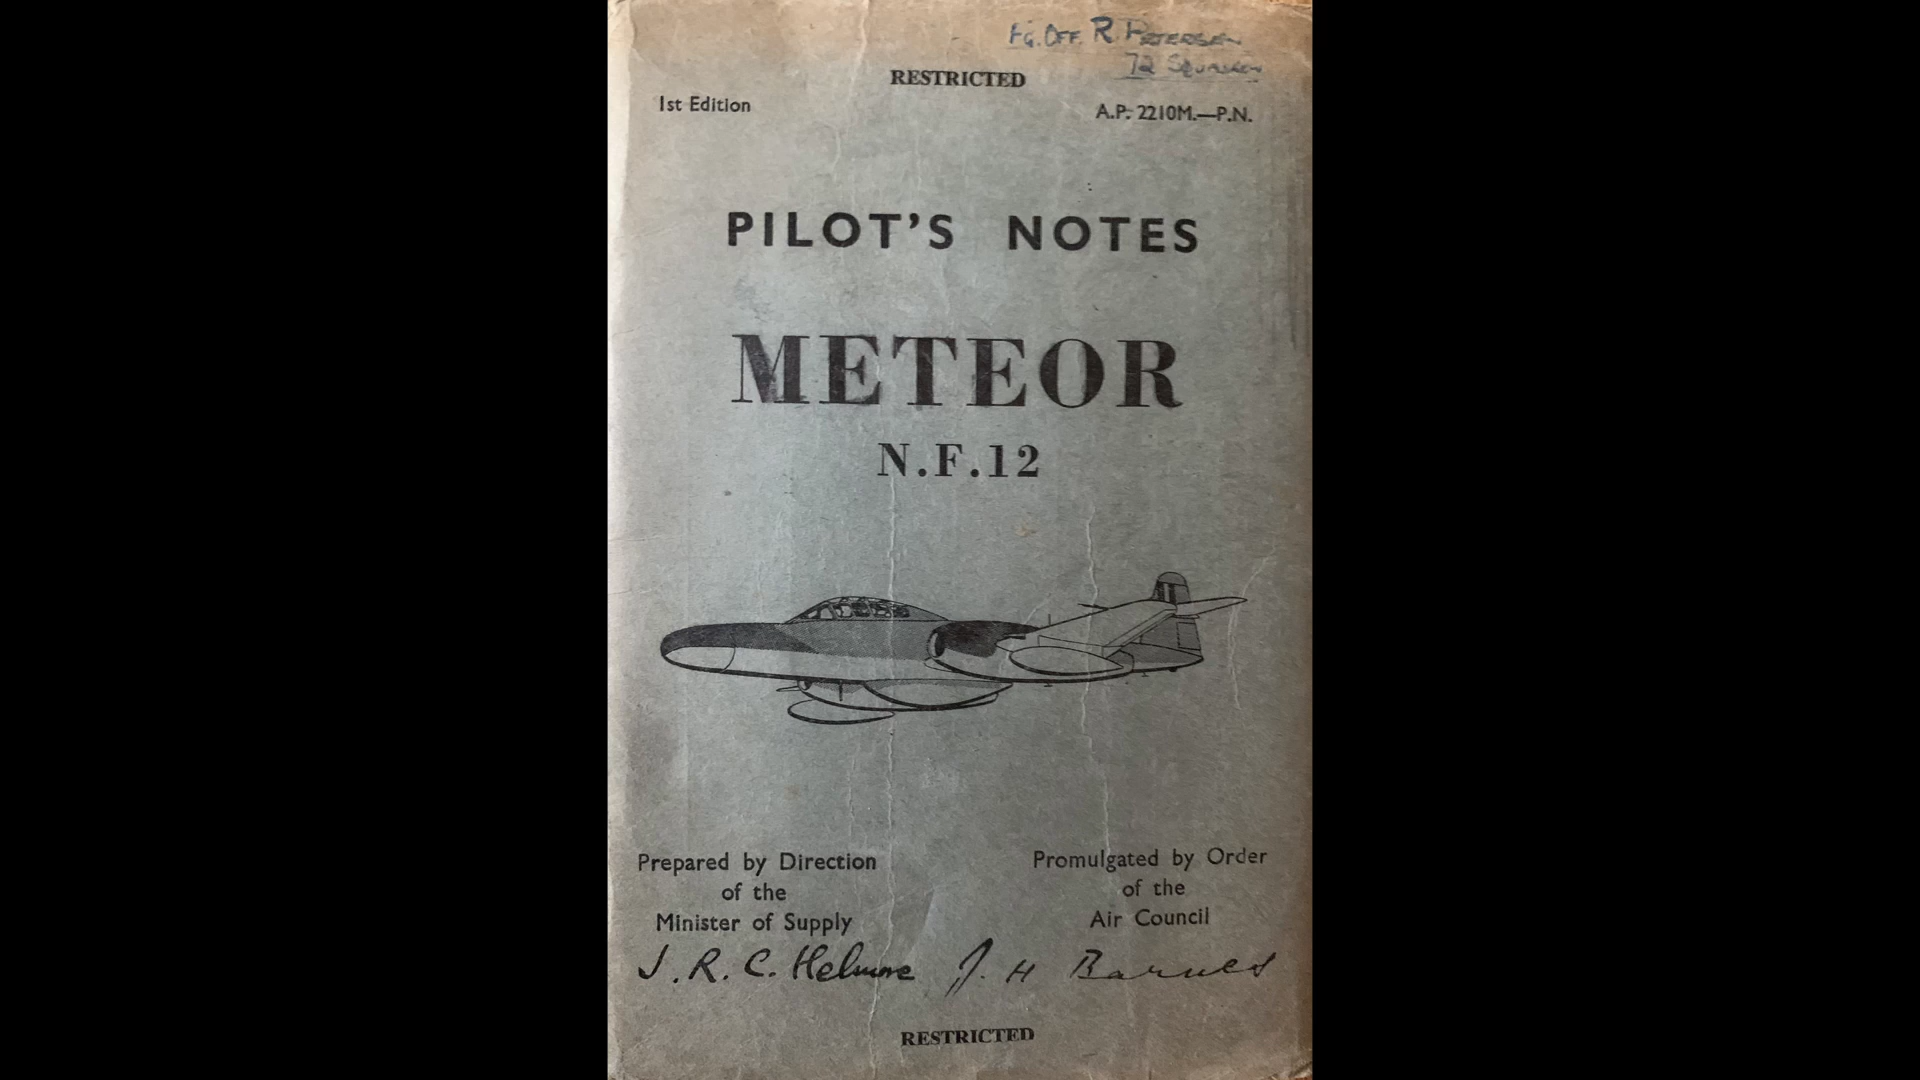 Fg. Off. R Petersen
72 Squadron
RESTRICTED
1st Edition
A.P. 2210M.—P.N.
PILOT'S NOTES
METEOR
N.F.12
Prepared by Direction
of the
Minister of Supply
J. R. C. Helmore
Promulgated by Order
of the
Air Council
J. H Barnes
RESTRICTED